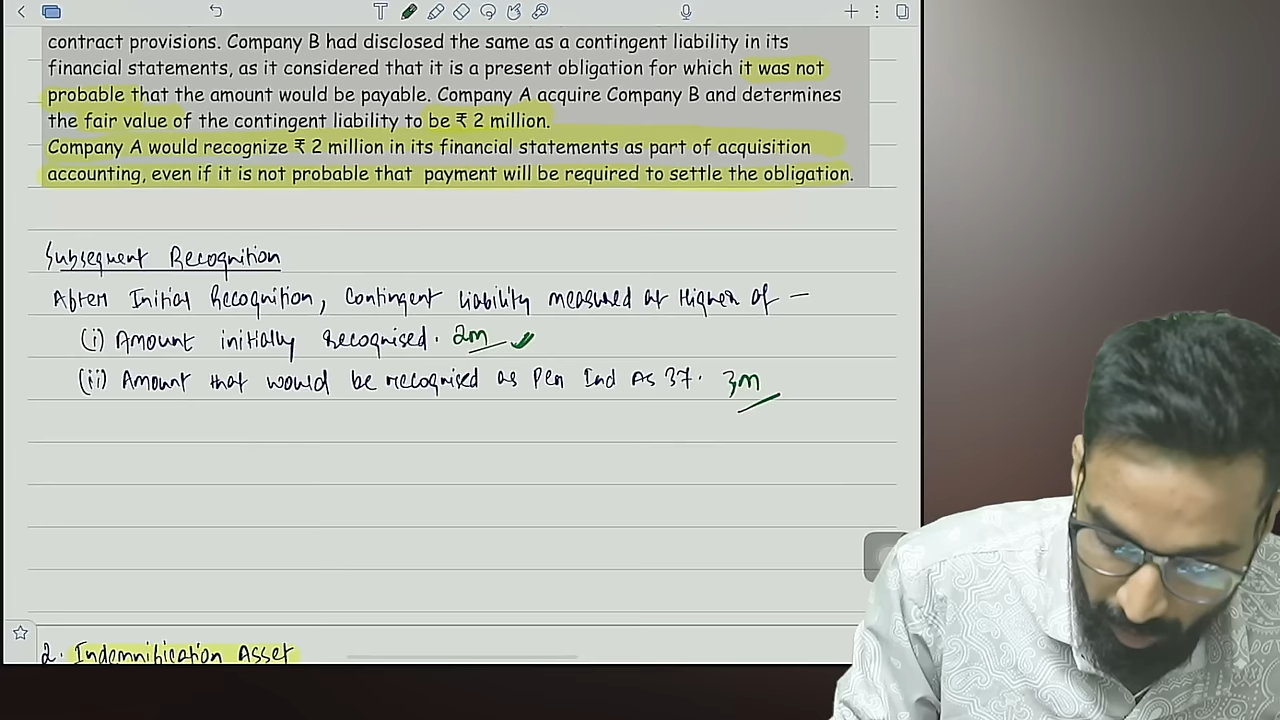 contract provisions. Company B had disclosed the same as a contingent liability in its
financial statements, as it considered that it is a present obligation for which it was not
probable that the amount would be payable. Company A acquire Company B and determines
the fair value of the contingent liability to be ₹ 2 million.
Company A would recognize ₹ 2 million in its financial statements as part of acquisition
accounting, even if it is not probable that payment will be required to settle the obligation.
Subsequent Recognition
After Initial Recognition, Contingent liability measured at Higher of —
(i) Amount initially Recognised. 2m
(ii) Amount that would be recognised as per Ind AS 37. 3m
2. Indemnification Asset